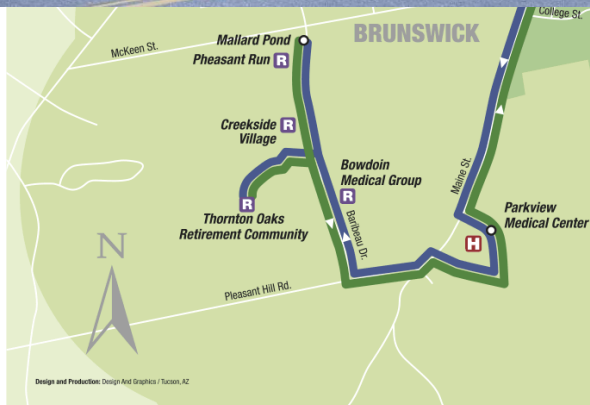 College St.
BRUNSWICK
Mallard Pond
McKeen St.
Pheasant Run R
Creekside
Village
R
Bowdoin
Medical Group
R
Maine St.
R
Thornton Oaks
Retirement Community
Baribeau Dr.
Parkview
Medical Center
H
N
Pleasant Hill Rd.
Design and Production: Design And Graphics / Tucson, AZ